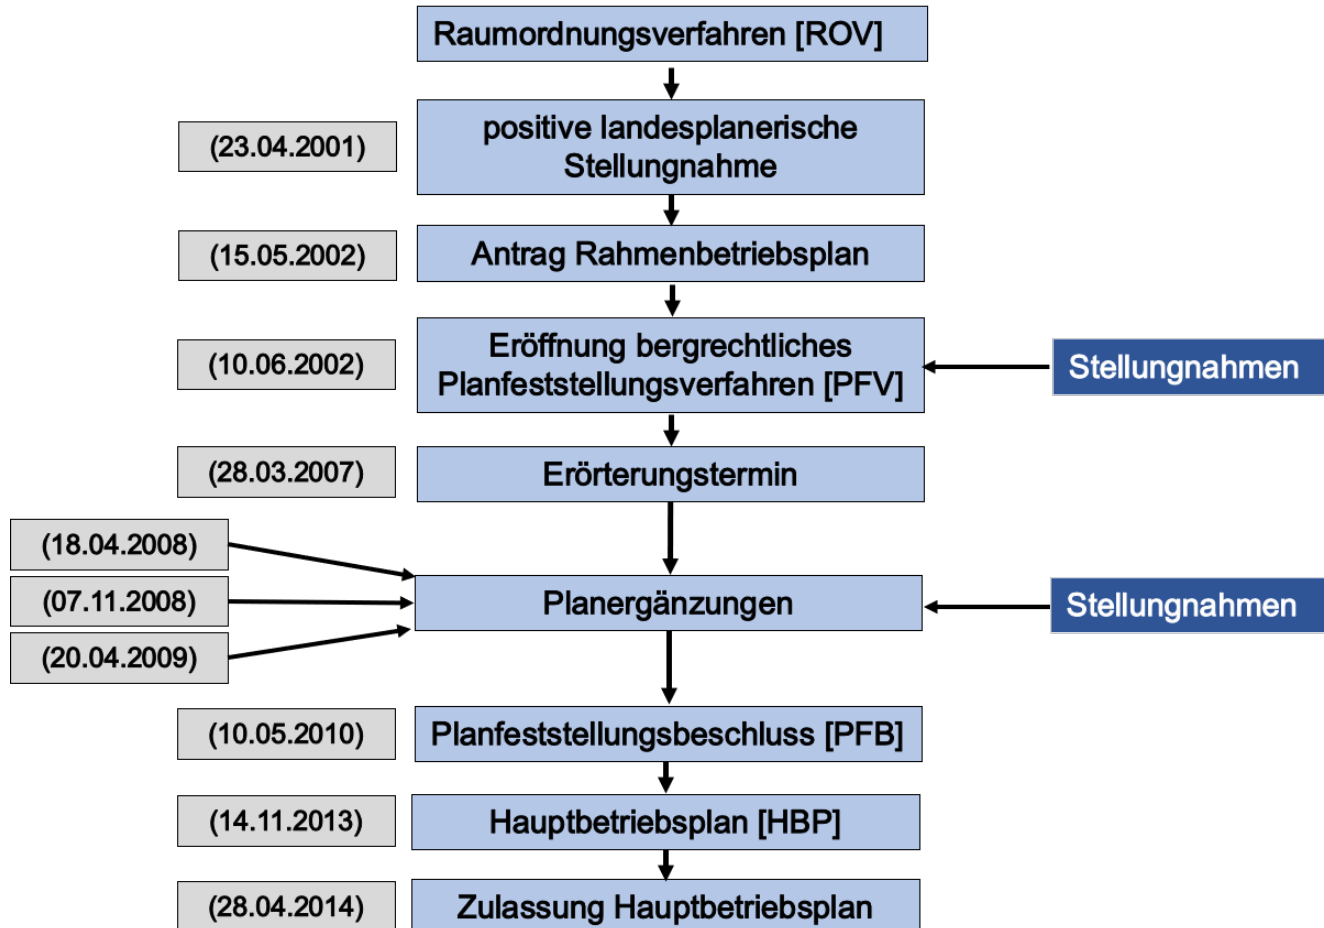 Raumordnungsverfahren [ROV]
(23.04.2001)
positive landesplanerische
Stellungnahme
(15.05.2002)
Antrag Rahmenbetriebsplan
(10.06.2002)
Eröffnung bergrechtliches
Planfeststellungsverfahren [PFV]
Stellungnahmen
(28.03.2007)
Erörterungstermin
(18.04.2008)
(07.11.2008)
(20.04.2009)
Planergänzungen
Stellungnahmen
(10.05.2010)
Planfeststellungsbeschluss [PFB]
(14.11.2013)
Hauptbetriebsplan [HBP]
(28.04.2014)
Zulassung Hauptbetriebsplan